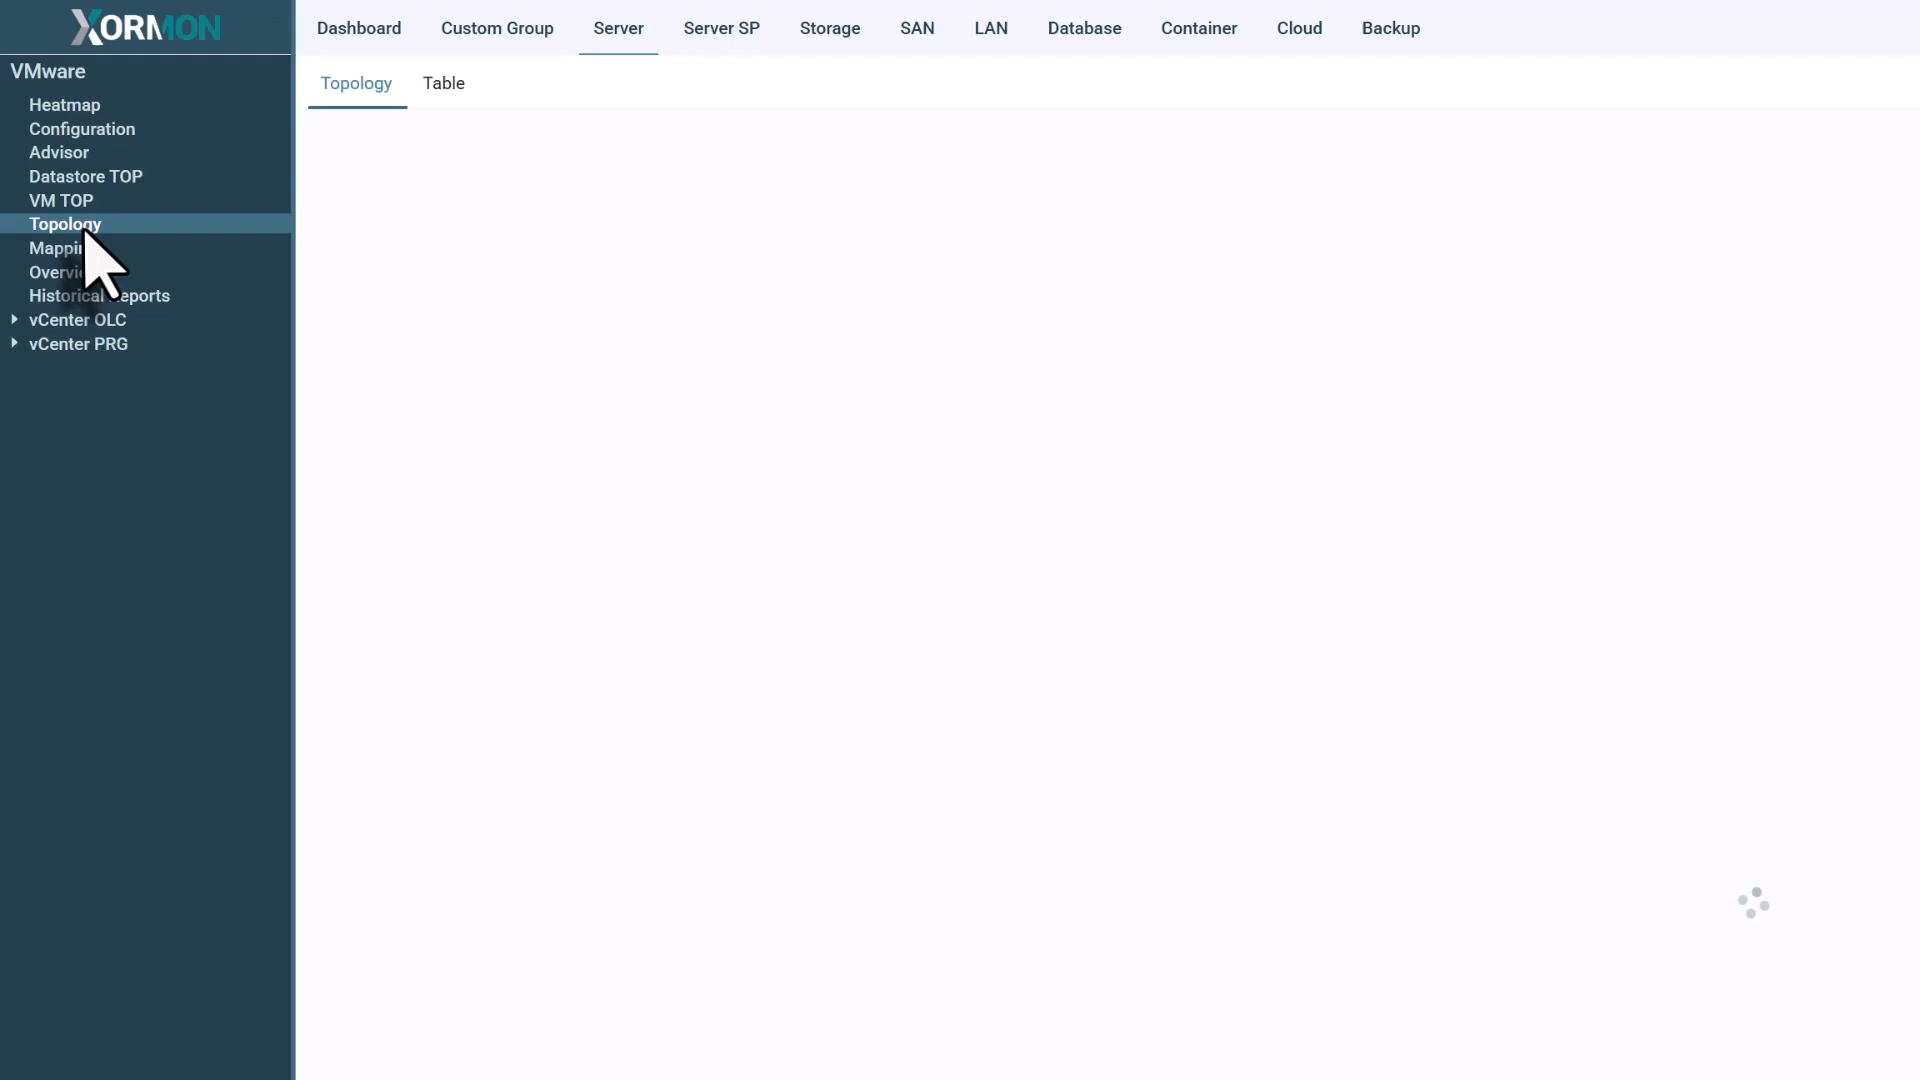 XORMON
Dashboard Custom Group Server Server SP Storage SAN LAN Database Container Cloud Backup
VMware
Topology Table
Heatmap
Configuration
Advisor
Datastore TOP
VM TOP
Topology
vCenter OLC
vCenter PRG
Historical